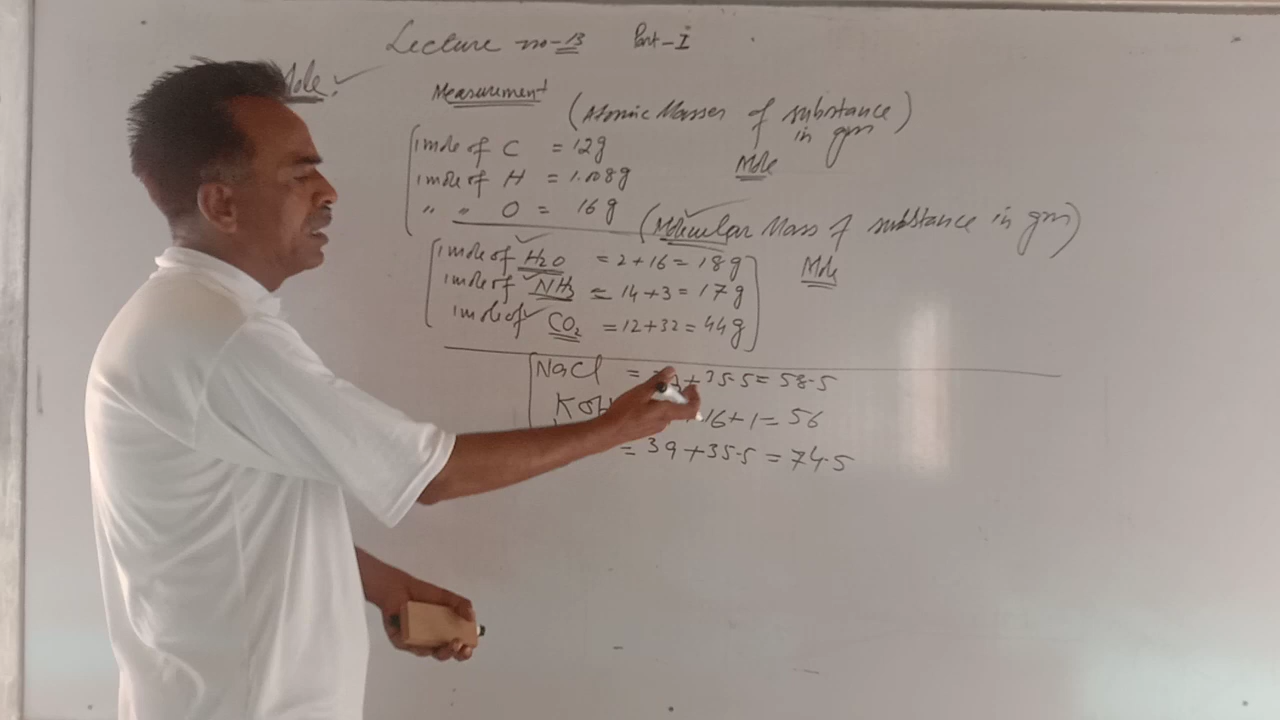 Lecture no-13 Part-I
Mole:
Measurement
(Atomic Masses of substance in gm)
1 mole of C = 12g
Mole
1 mole of H = 1.008g
" " O = 16g
(Molecular Mass of substance in gm)
1 mole of H2O = 2+16 = 18g
Mole
1 mole of NH3 = 14+3 = 17g
1 mole of CO2 = 12+32 = 44g
NaCl = +35.5 = 58.5
KOH 16+1 = 56
= 39+35.5 = 74.5